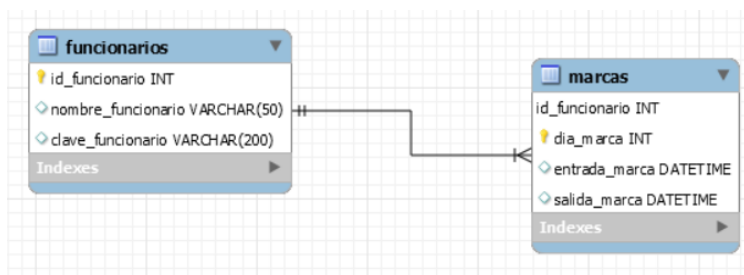 funcionarios
id_funcionario INT
nombre_funcionario VARCHAR(50)
clave_funcionario VARCHAR(200)
Indexes
marcas
id_funcionario INT
dia_marca INT
entrada_marca DATETIME
salida_marca DATETIME
Indexes